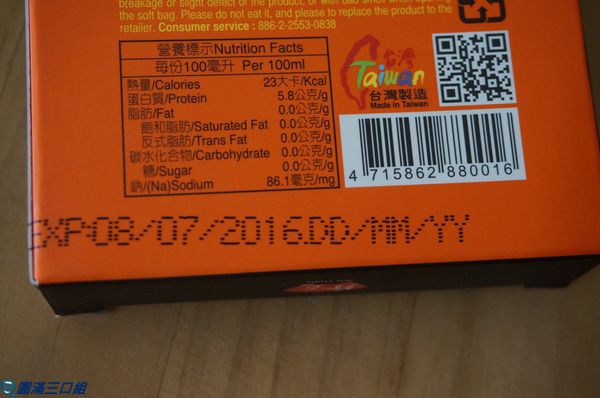 breakage or slight defect of the product, or with bad smell when opening
the soft bag. Please do not eat it, and please to replace the product to the
retailer. Consumer service : 886-2-2553-0838
營養標示Nutrition Facts
每份100毫升 Per 100ml
熱量/Calories 23大卡/Kcal
蛋白質/Protein 5.8公克/g
脂肪/Fat 0.0公克/g
飽和脂肪/Saturated Fat 0.0公克/g
反式脂肪/Trans Fat 0.0公克/g
碳水化合物/Carbohydrate 0.0公克/g
糖/Sugar 0.0公克/g
鈉/(Na)Sodium 86.1毫克/mg
台灣
Taiwan
台灣製造
Made in Taiwan
4 715862 880016
EXP:08/07/2016.DD/MM/YY
圓滿三口組